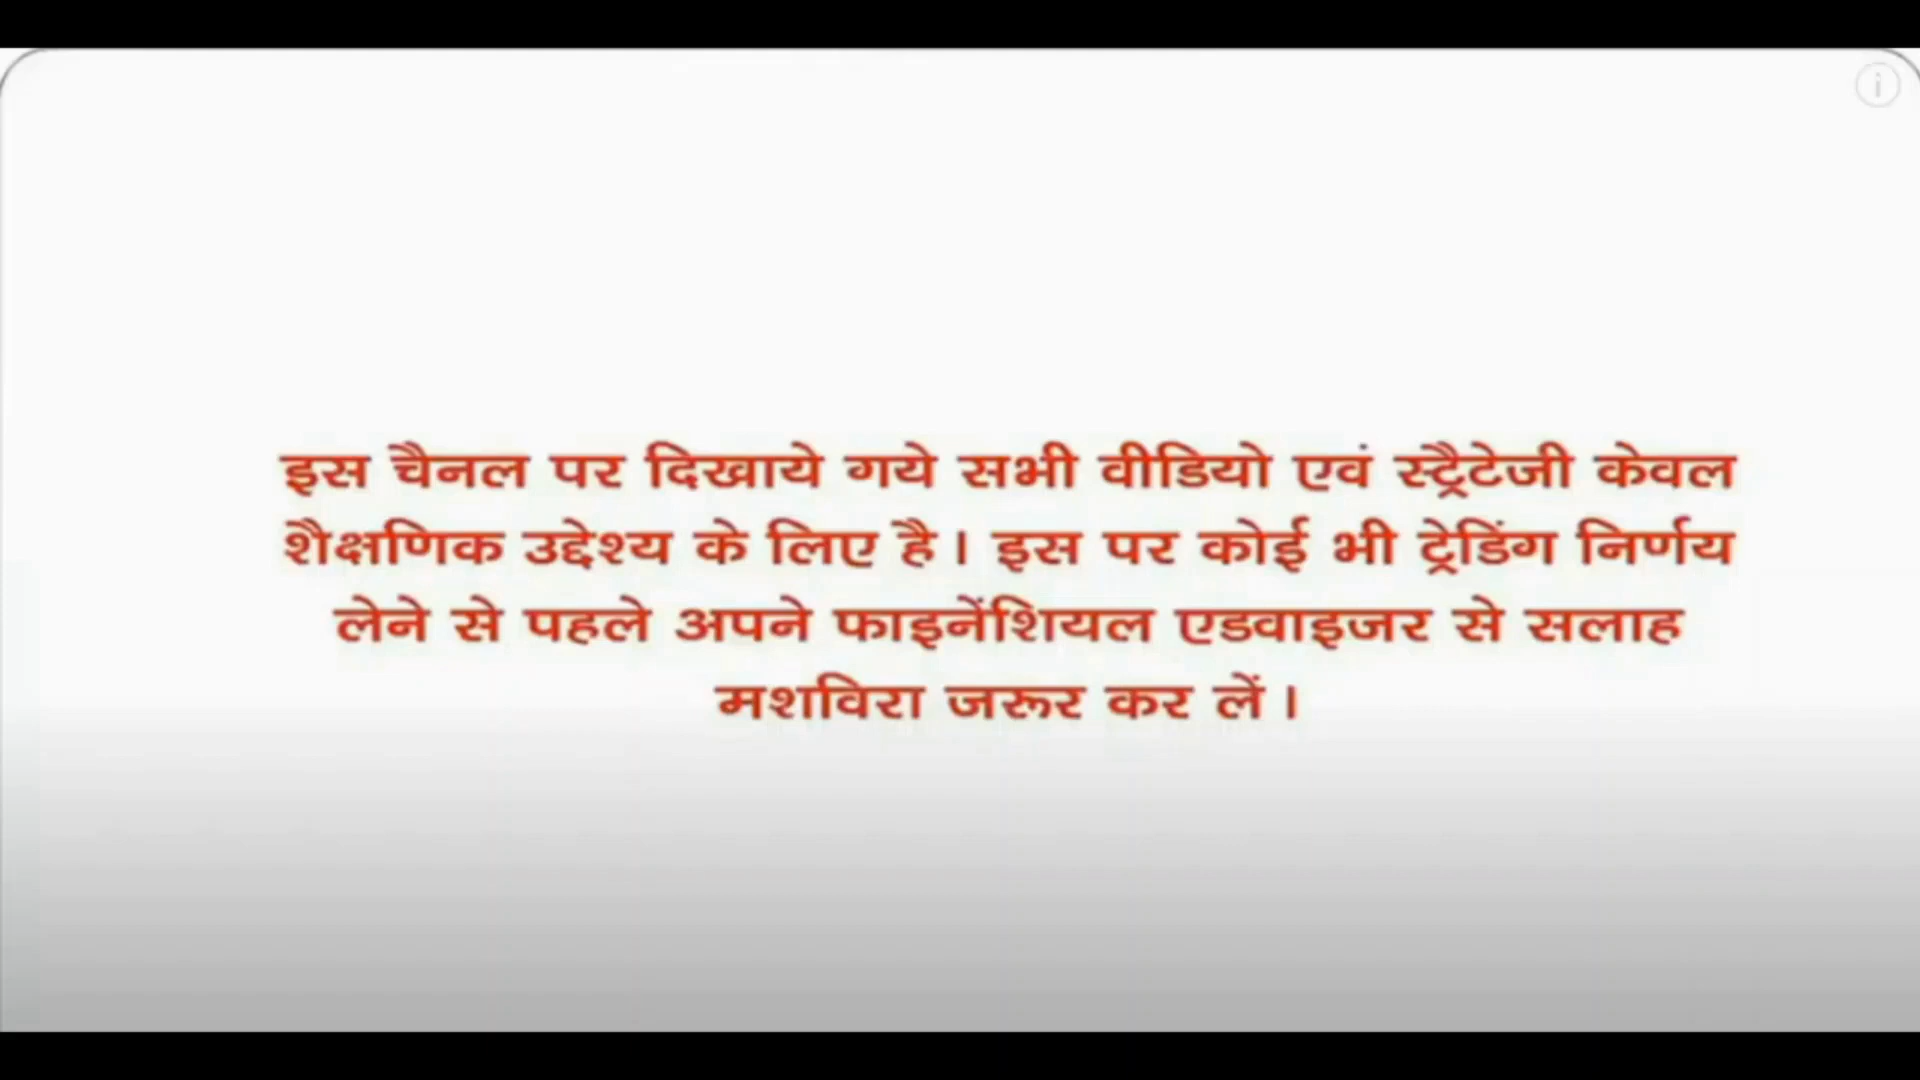 इस चैनल पर दिखाये गये सभी वीडियो एवं स्ट्रैटेजी केवल
शैक्षणिक उद्देश्य के लिए है। इस पर कोई भी ट्रेडिंग निर्णय
लेने से पहले अपने फाइनेंशियल एडवाइजर से सलाह
मशविरा जरूर कर लें।